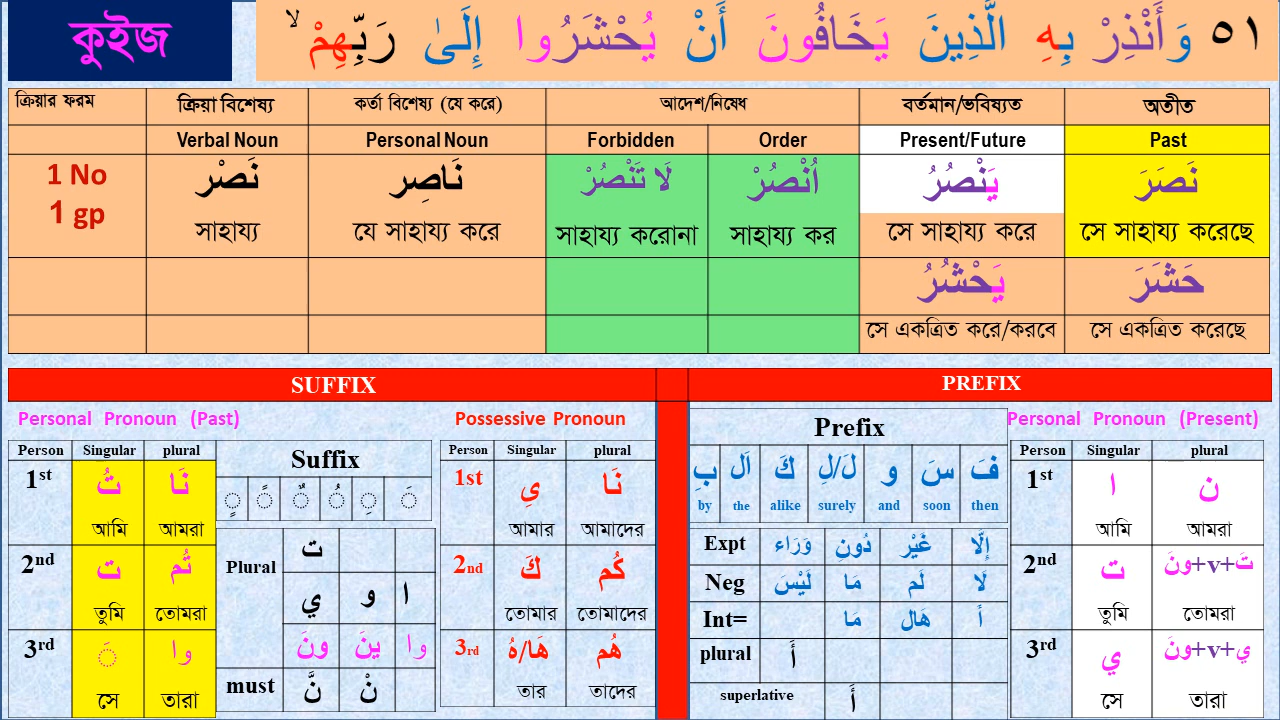 কুইজ
٥١ وَأَنْذِرْ بِهِ الَّذِينَ يَخَافُونَ أَنْ يُحْشَرُوا إِلَىٰ رَبِّهِمْ ۙ
ক্রিয়ার ফরম ক্রিয়া বিশেষ্য কর্তা বিশেষ্য (যে করে) আদেশ/নিষেধ বর্তমান/ভবিষ্যত অতীত
Verbal Noun Personal Noun Forbidden Order Present/Future Past
1 No نَصْر نَاصِر لَا تَنْصُرْ اُنْصُرْ يَنْصُرُ نَصَرَ
1 gp সাহায্য যে সাহায্য করে সাহায্য করোনা সাহায্য কর সে সাহায্য করে সে সাহায্য করেছে
يَحْشُرُ حَشَرَ
সে একত্রিত করে/করবে সে একত্রিত করেছে
SUFFIX PREFIX
Personal Pronoun (Past)
Person Singular plural
1st تُ نَا
আমি আমরা
2nd ت تُم
তুমি তোমরা
3rd َ وا
সে তারা
Suffix
ٍ ً ٌ ُ ِ َ
Plural ت
ي و ا
ونَ ينَ وا
must نَّ نْ
Possessive Pronoun
Person Singular plural
1st ي نَا
আমার আমাদের
2nd كَ كُم
তোমার তোমাদের
3rd هَا/هُ هُم
তার তাদের
Prefix
بِ اَل كَ لَ/لِ و سَ فَ
by the alike surely and soon then
Expt وَرَاء دُونِ غَيْر إِلَّا
Neg لَيْسَ مَا لَم لَا
Int= مَا هَال أَ
plural أَ
superlative أَ
Personal Pronoun (Present)
Person Singular plural
1st ا ن
আমি আমরা
2nd ت تَ+v+ونَ
তুমি তোমরা
3rd ي ي+v+ونَ
সে তারা